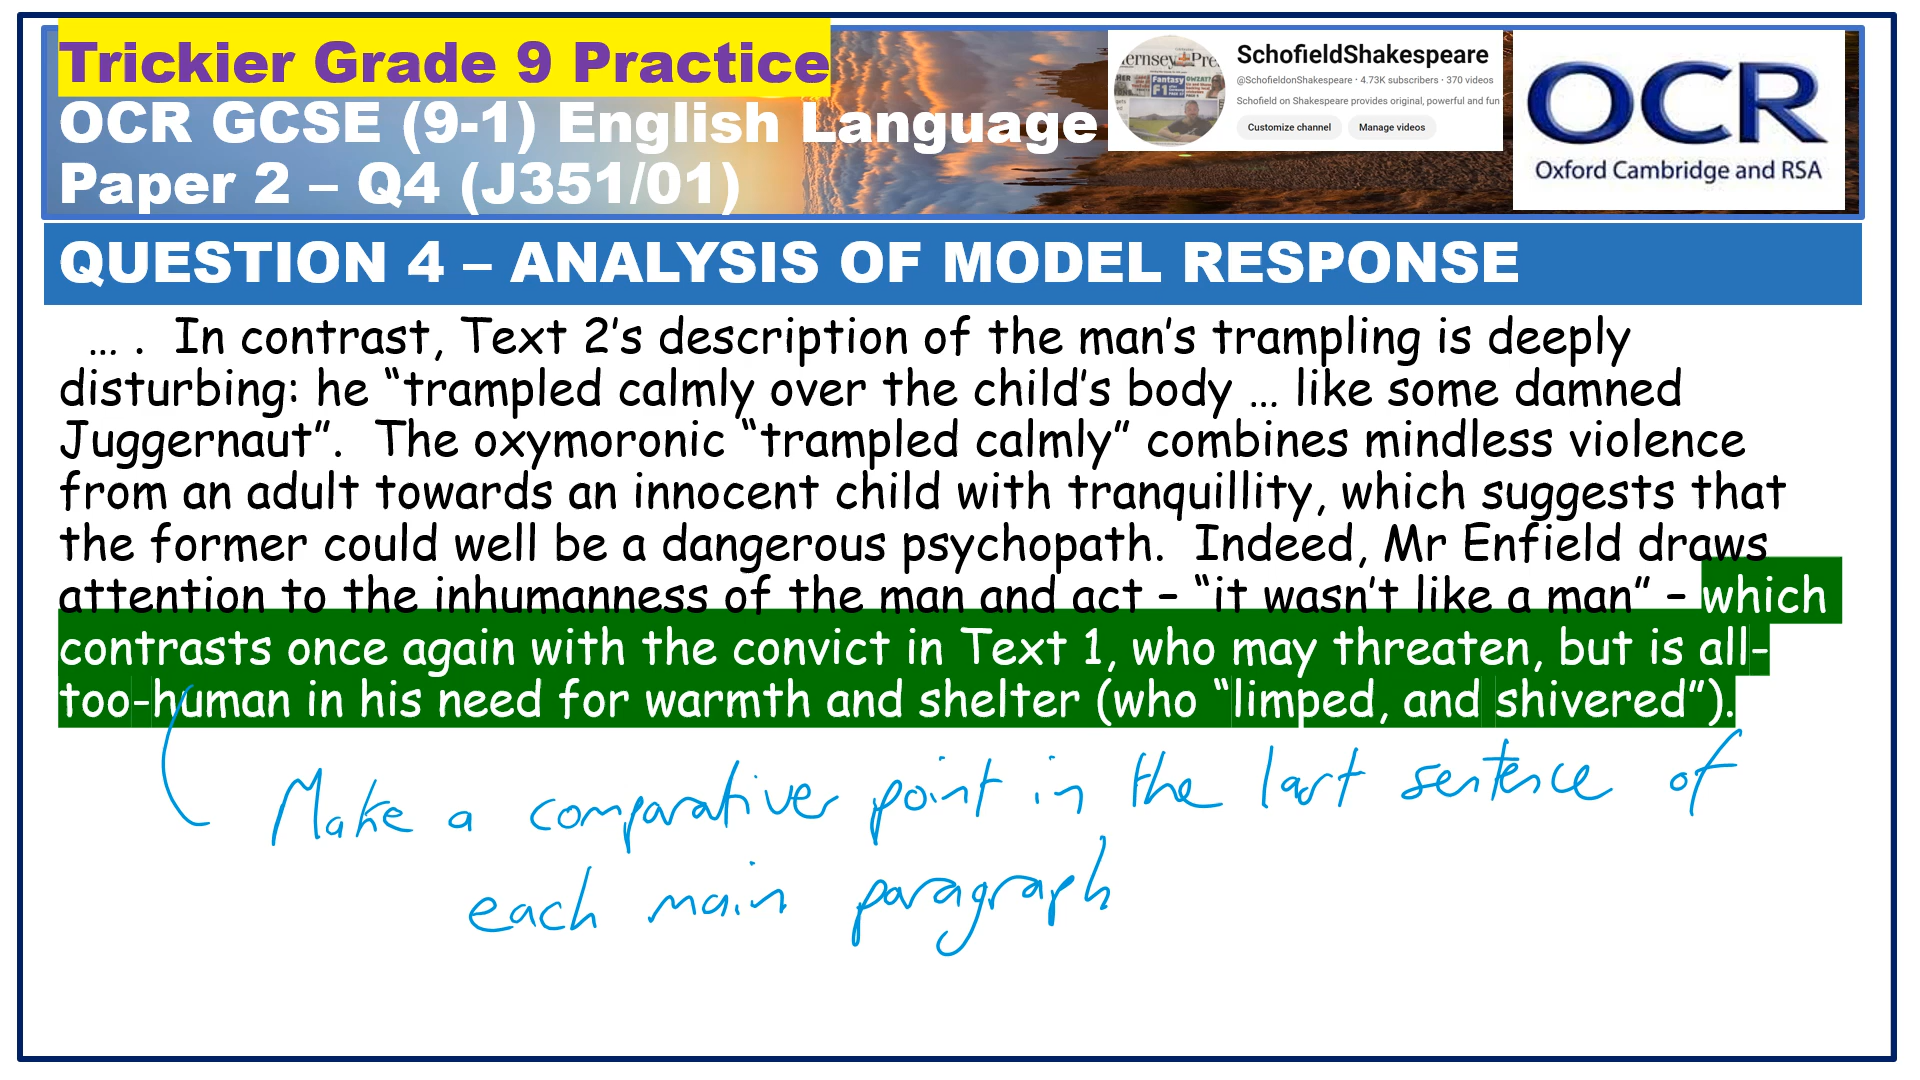 Trickier Grade 9 Practice
OCR GCSE (9-1) English Language
Paper 2 – Q4 (J351/01)
SchofieldShakespeare
@SchofieldonShakespeare · 4.73K subscribers · 370 videos
Schofield on Shakespeare provides original, powerful and fun
Customize channel Manage videos
OCR
Oxford Cambridge and RSA
QUESTION 4 – ANALYSIS OF MODEL RESPONSE
... . In contrast, Text 2's description of the man's trampling is deeply
disturbing: he “trampled calmly over the child's body ... like some damned
Juggernaut”. The oxymoronic “trampled calmly” combines mindless violence
from an adult towards an innocent child with tranquillity, which suggests that
the former could well be a dangerous psychopath. Indeed, Mr Enfield draws
attention to the inhumanness of the man and act – “it wasn't like a man” – which
contrasts once again with the convict in Text 1, who may threaten, but is all-
too-human in his need for warmth and shelter (who “limped, and shivered”).
Make a comparative point in the last sentence of
each main paragraph